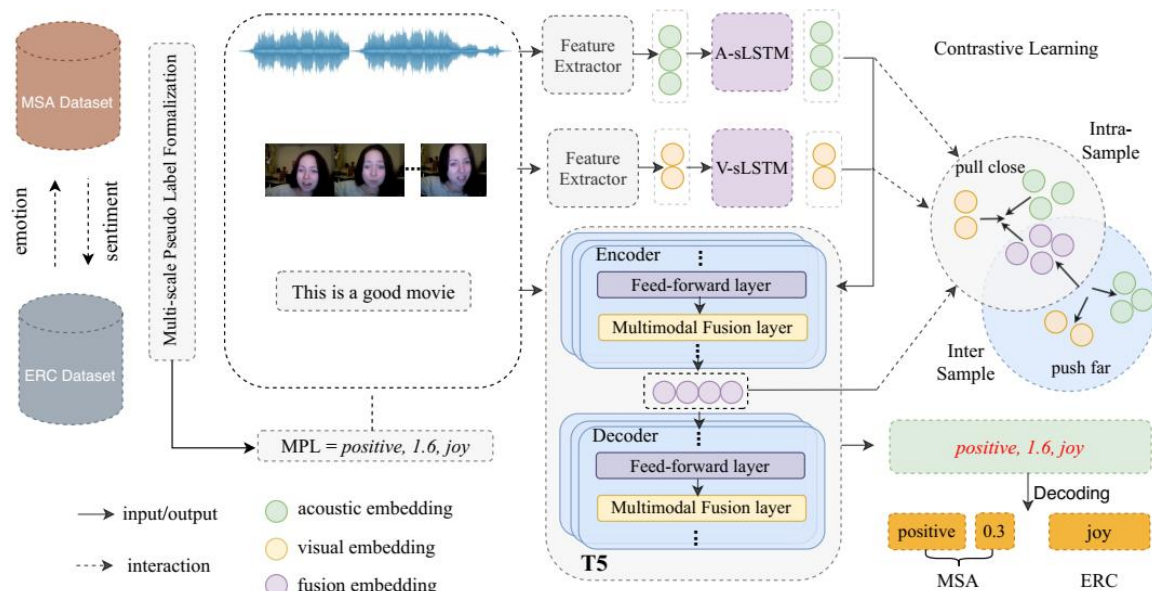 MSA Dataset
emotion
sentiment
ERC Dataset
Multi-scale Pseudo Label Formalization
This is a good movie
MPL = positive, 1.6, joy
Feature
Extractor
A-sLSTM
Feature
Extractor
V-sLSTM
Encoder
Feed-forward layer
Multimodal Fusion layer
Decoder
Feed-forward layer
Multimodal Fusion layer
T5
Contrastive Learning
Intra-
Sample
pull close
Inter
Sample
push far
positive, 1.6, joy
Decoding
positive
0.3
joy
MSA
ERC
input/output
interaction
acoustic embedding
visual embedding
fusion embedding